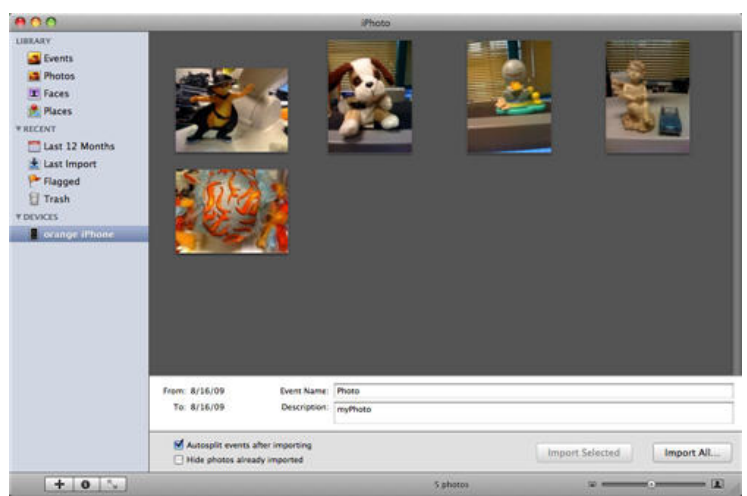 iPhoto
LIBRARY
Events
Photos
Faces
Places
RECENT
Last 12 Months
Last Import
Flagged
Trash
DEVICES
orange iPhone
From: 8/16/09
Event Name: Photo
To: 8/16/09
Description: myPhoto
Autosplit events after importing
Hide photos already imported
Import Selected
Import All...
5 photos